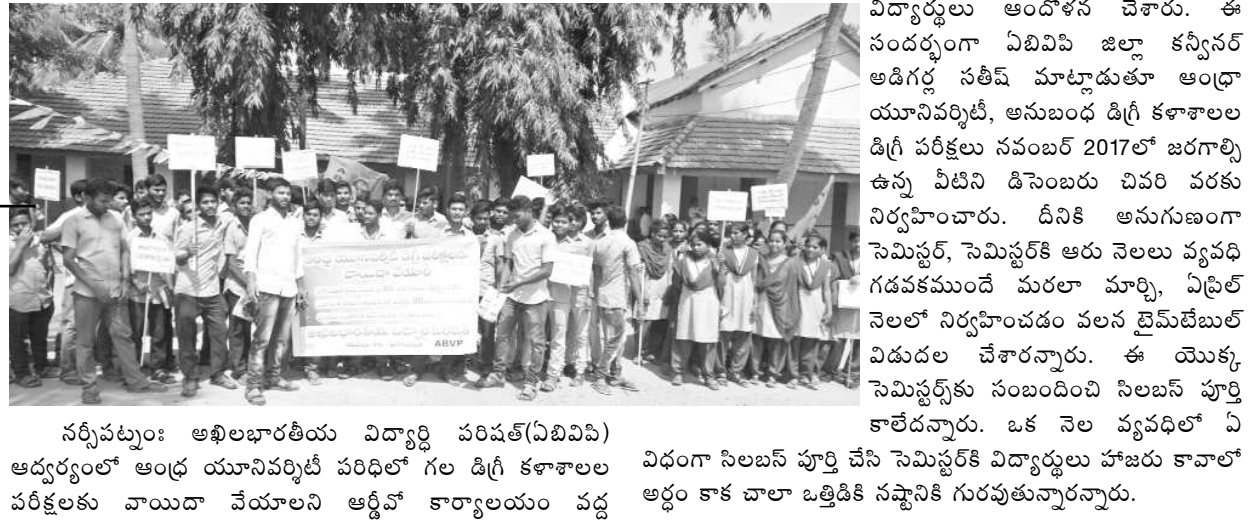 నర్సీపట్నంః అఖిలభారతీయ విద్యార్ధి పరిషత్(ఏబివిపి)
ఆద్వర్యంలో ఆంధ్ర యూనివర్శిటీ పరిధిలో గల డిగ్రీ కళాశాలల
పరీక్షలకు వాయిదా వేయాలని ఆర్డీవో కార్యాలయం వద్ద
విద్యార్థులు ఆందోళన చేశారు. ఈ
సందర్భంగా ఏబివిపి జిల్లా కన్వీనర్
అడిగర్ల సతీష్ మాట్లాడుతూ ఆంధ్రా
యూనివర్శిటీ, అనుబంధ డిగ్రీ కళాశాలల
డిగ్రీ పరీక్షలు నవంబర్ 2017లో జరగాల్సి
ఉన్న వీటిని డిసెంబరు చివరి వరకు
నిర్వహించారు. దీనికి అనుగుణంగా
సెమిస్టర్, సెమిస్టర్‌కి ఆరు నెలలు వ్యవధి
గడవకముందే మరలా మార్చి, ఏప్రిల్
నెలలో నిర్వహించడం వలన టైమ్‌టేబుల్
విడుదల చేశారన్నారు. ఈ యొక్క
సెమిస్టర్స్‌కు సంబందించి సిలబస్ పూర్తి
కాలేదన్నారు. ఒక నెల వ్యవధిలో ఏ
విధంగా సిలబస్ పూర్తి చేసి సెమిస్టర్‌కి విద్యార్థులు హాజరు కావాలో
అర్ధం కాక చాలా ఒత్తిడికి నష్టానికి గురవుతున్నారన్నారు.
ABVP